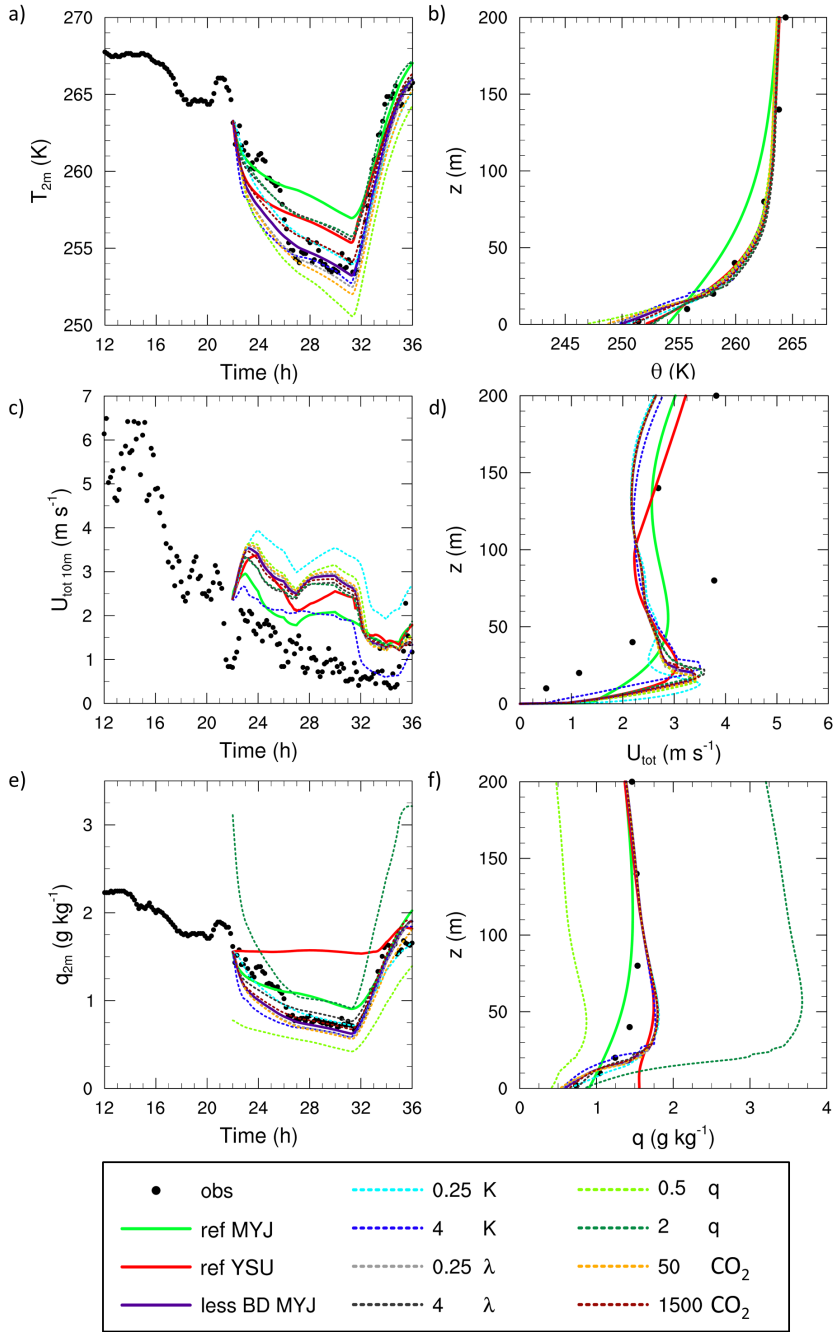 a)
270
265
260
255
250
T2m (K)
12 16 20 24 28 32 36
Time (h)
b)
200
150
100
50
0
z (m)
245 250 255 260 265
θ (K)
c)
7
6
5
4
3
2
1
0
Utot 10m (m s-1)
12 16 20 24 28 32 36
Time (h)
d)
200
150
100
50
0
z (m)
0 1 2 3 4 5 6
Utot (m s-1)
e)
3
2
1
0
q2m (g kg-1)
12 16 20 24 28 32 36
Time (h)
f)
200
150
100
50
0
z (m)
0 1 2 3 4
q (g kg-1)
obs
ref MYJ
ref YSU
less BD MYJ
0.25 K
4 K
0.25 λ
4 λ
0.5 q
2 q
50 CO2
1500 CO2